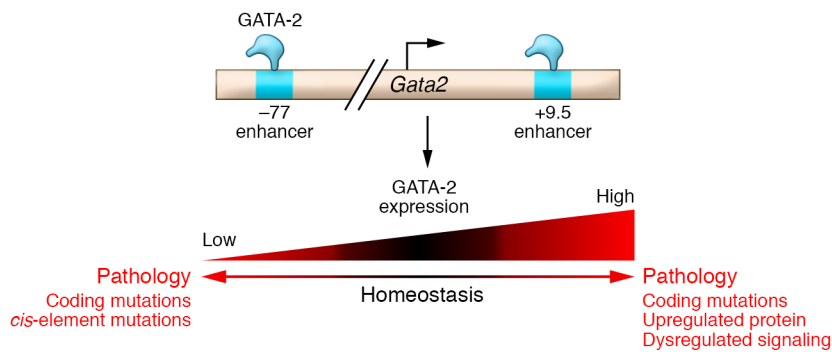 GATA-2
Gata2
–77
enhancer
+9.5
enhancer
GATA-2
expression
Low
High
Pathology
Homeostasis
Pathology
Coding mutations
cis-element mutations
Coding mutations
Upregulated protein
Dysregulated signaling